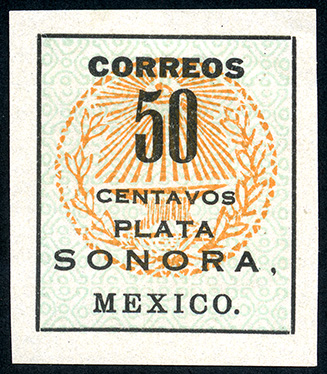 CORREOS
50
CENTAVOS
PLATA
SONORA,
MEXICO.